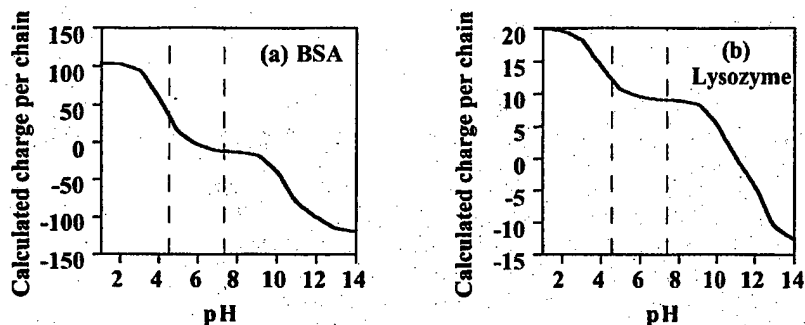 Calculated charge per chain
150
100
50
0
-50
-100
-150
(a) BSA
2 4 6 8 10 12 14
pH
Calculated charge per chain
20
15
10
5
0
-5
-10
-15
(b)
Lysozyme
2 4 6 8 10 12 14
pH